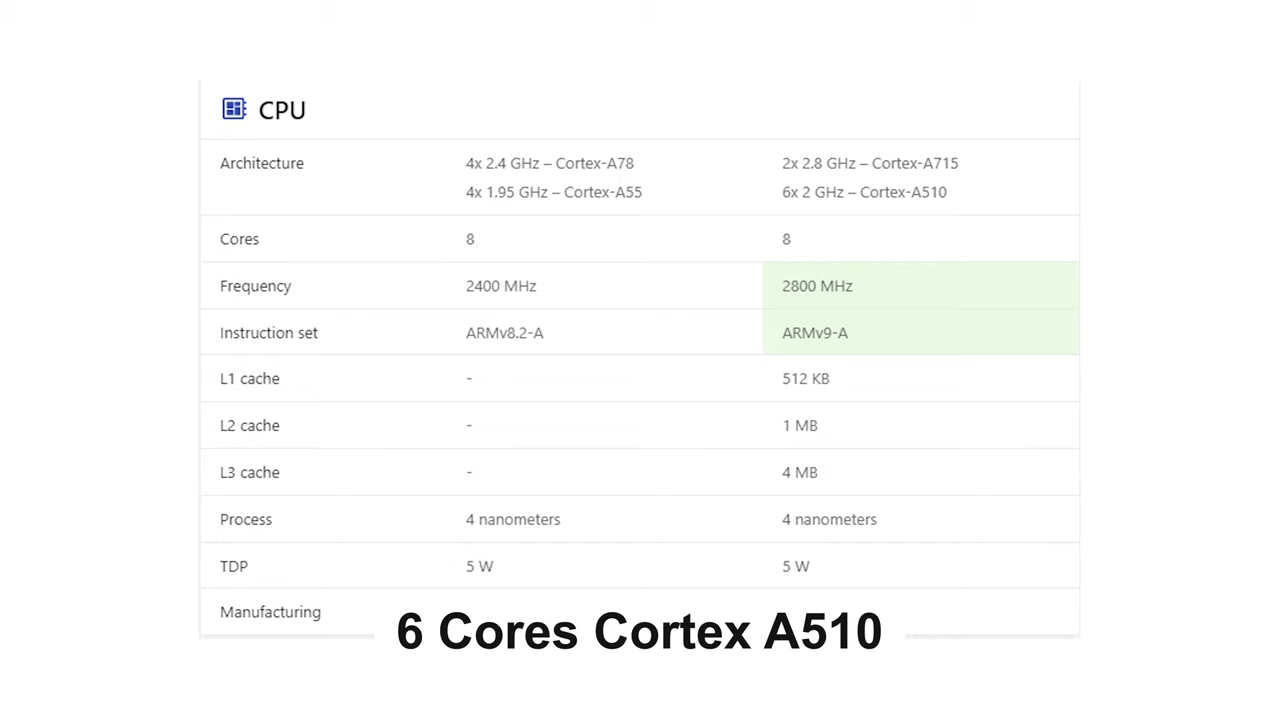 CPU
Architecture 4x 2.4 GHz – Cortex-A78 2x 2.8 GHz – Cortex-A715
4x 1.95 GHz – Cortex-A55 6x 2 GHz – Cortex-A510
Cores 8 8
Frequency 2400 MHz 2800 MHz
Instruction set ARMv8.2-A ARMv9-A
L1 cache - 512 KB
L2 cache - 1 MB
L3 cache - 4 MB
Process 4 nanometers 4 nanometers
TDP 5 W 5 W
Manufacturing
6 Cores Cortex A510